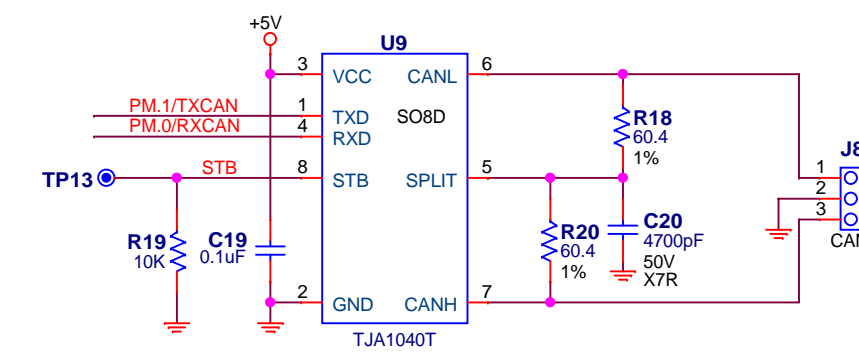 +5V
U9
3 VCC CANL 6
PM.1/TXCAN 1 TXD SO8D
PM.0/RXCAN 4 RXD
R18
60.4
1%
J8
TP13 STB 8 STB SPLIT 5
1
2
3
CAN
R19
10K
C19
0.1uF
R20
60.4
1%
C20
4700pF
50V
X7R
2 GND CANH 7
TJA1040T